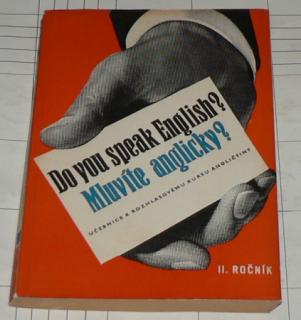 Do you speak English?
Mluvíte anglicky?
UČEBNICE K ROZHLASOVÉMU KURSU ANGLIČTINY
II. ROČNÍK